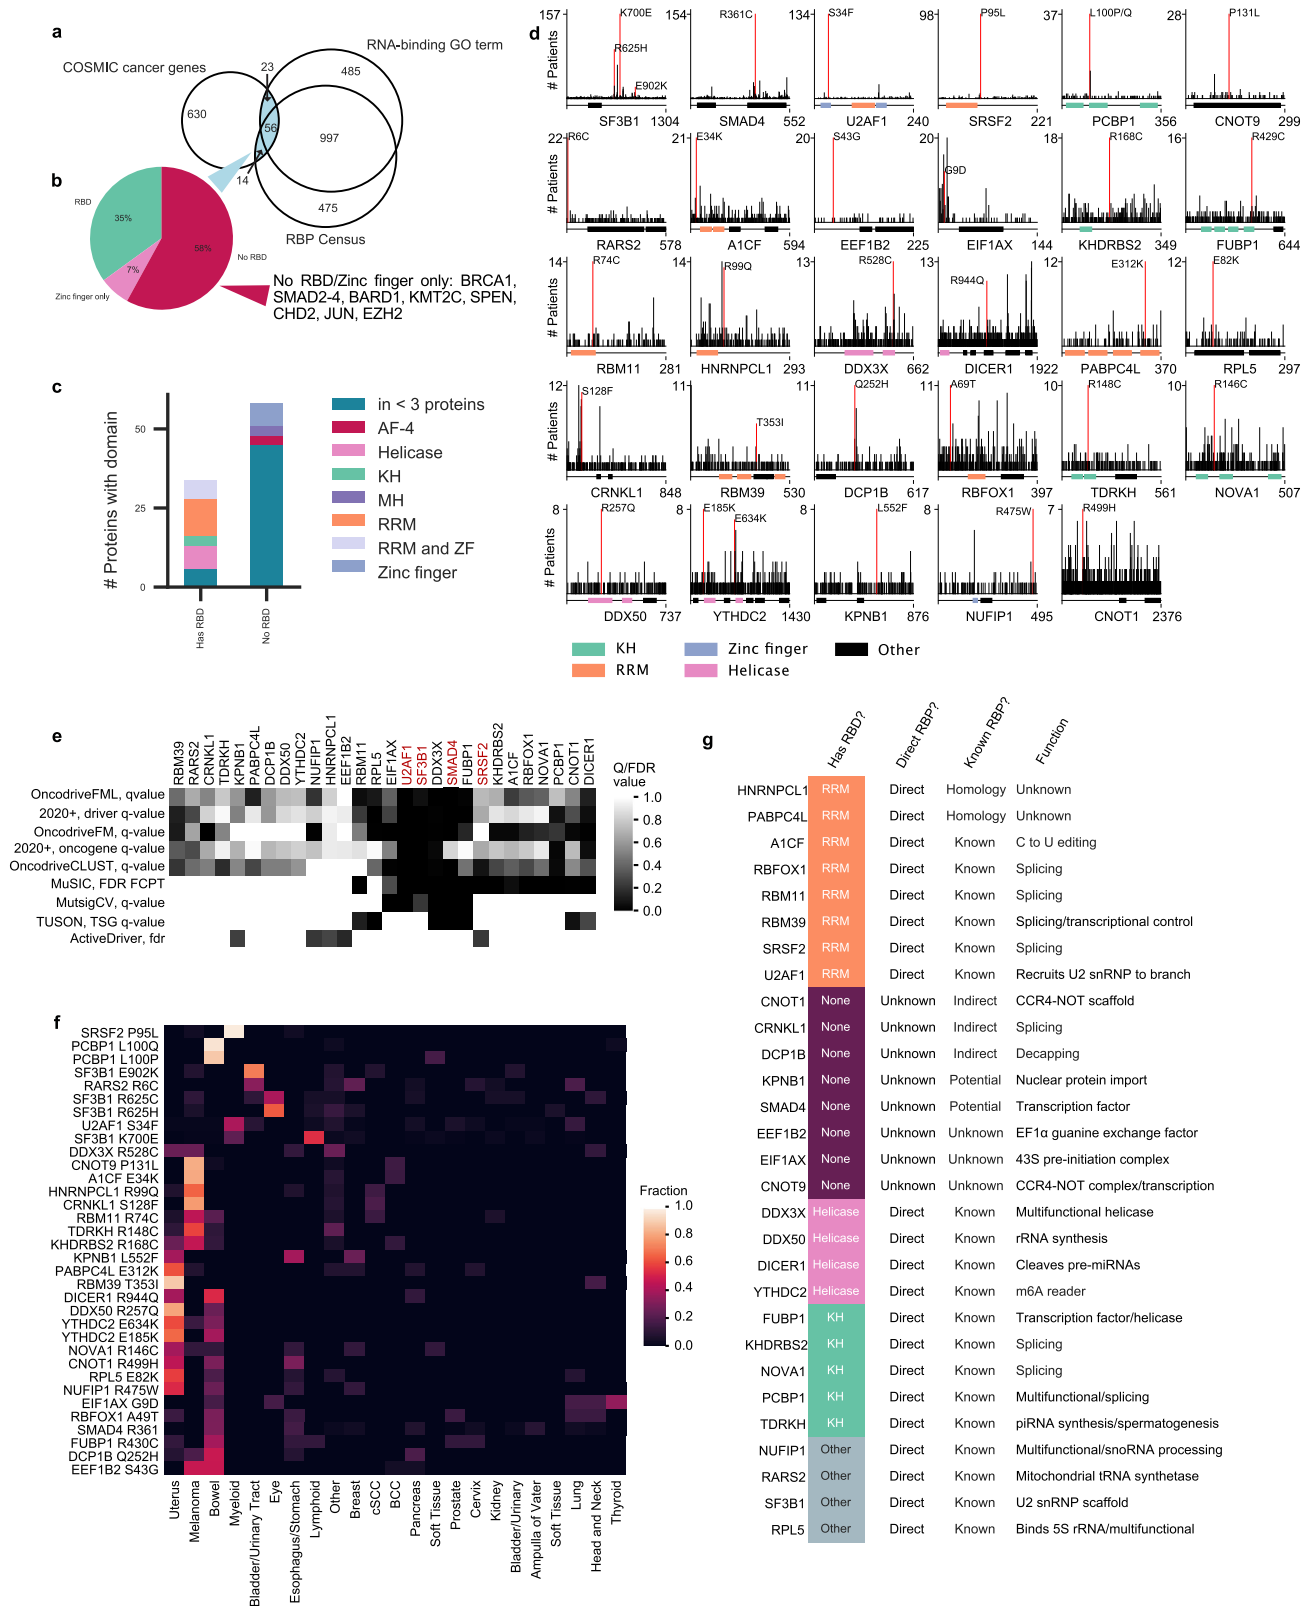 a
COSMIC cancer genes
RNA-binding GO term
RBP Census
630
23
485
56
997
14
475
b
RBD
35%
58%
7%
No RBD
Zinc finger only
No RBD/Zinc finger only: BRCA1,
SMAD2-4, BARD1, KMT2C, SPEN,
CHD2, JUN, EZH2
c
# Proteins with domain
50
25
0
Has RBD
No RBD
in < 3 proteins
AF-4
Helicase
KH
MH
RRM
RRM and ZF
Zinc finger
d
# Patients
157
K700E
R625H
E902K
SF3B1 1304
154
R361C
SMAD4 552
134
S34F
U2AF1 240
98
P95L
SRSF2 221
37
L100P/Q
PCBP1 356
28
P131L
CNOT9 299
# Patients
22
R6C
RARS2 578
21
E34K
A1CF 594
20
S43G
EEF1B2 225
20
G9D
EIF1AX 144
18
R168C
KHDRBS2 349
16
R429C
FUBP1 644
# Patients
14
R74C
RBM11 281
14
R99Q
HNRNPCL1 293
13
R528C
DDX3X 662
13
R944Q
DICER1 1922
12
E312K
PABPC4L 370
12
E82K
RPL5 297
# Patients
12
S128F
CRNKL1 848
11
T353I
RBM39 530
11
Q252H
DCP1B 617
11
A69T
RBFOX1 397
10
R148C
TDRKH 561
10
R146C
NOVA1 507
# Patients
8
R257Q
DDX50 737
8
E185K
E634K
YTHDC2 1430
8
L552F
KPNB1 876
8
R475W
NUFIP1 495
7
R499H
CNOT1 2376
KH
RRM
Zinc finger
Helicase
Other
e
RBM39
RARS2
CRNKL1
TDRKH
KPNB1
PABPC4L
DCP1B
DDX50
YTHDC2
NUFIP1
HNRNPCL1
EEF1B2
RBM11
RPL5
EIF1AX
U2AF1
SF3B1
DDX3X
SMAD4
FUBP1
SRSF2
KHDRBS2
A1CF
RBFOX1
NOVA1
PCBP1
CNOT1
DICER1
OncodriveFML, qvalue
2020+, driver q-value
OncodriveFM, q-value
2020+, oncogene q-value
OncodriveCLUST, q-value
MuSIC, FDR FCPT
MutsigCV, q-value
TUSON, TSG q-value
ActiveDriver, fdr
Q/FDR
value
1.0
0.8
0.6
0.4
0.2
0.0
f
SRSF2 P95L
PCBP1 L100Q
PCBP1 L100P
SF3B1 E902K
RARS2 R6C
SF3B1 R625C
SF3B1 R625H
U2AF1 S34F
SF3B1 K700E
DDX3X R528C
CNOT9 P131L
A1CF E34K
HNRNPCL1 R99Q
CRNKL1 S128F
RBM11 R74C
TDRKH R148C
KHDRBS2 R168C
KPNB1 L552F
PABPC4L E312K
RBM39 T353I
DICER1 R944Q
DDX50 R257Q
YTHDC2 E634K
YTHDC2 E185K
NOVA1 R146C
CNOT1 R499H
RPL5 E82K
NUFIP1 R475W
EIF1AX G9D
RBFOX1 A49T
SMAD4 R361
FUBP1 R430C
DCP1B Q252H
EEF1B2 S43G
Uterus
Melanoma
Bowel
Myeloid
Bladder/Urinary Tract
Eye
Esophagus/Stomach
Lymphoid
Other
Breast
cSCC
BCC
Pancreas
Soft Tissue
Prostate
Cervix
Kidney
Bladder/Urinary
Ampulla of Vater
Soft Tissue
Lung
Head and Neck
Thyroid
Fraction
1.0
0.8
0.6
0.4
0.2
0.0
g
Has RBD? Direct RBP? Known RBP? Function
HNRNPCL1 RRM Direct Homology Unknown
PABPC4L RRM Direct Homology Unknown
A1CF RRM Direct Known C to U editing
RBFOX1 RRM Direct Known Splicing
RBM11 RRM Direct Known Splicing
RBM39 RRM Direct Known Splicing/transcriptional control
SRSF2 RRM Direct Known Splicing
U2AF1 RRM Direct Known Recruits U2 snRNP to branch
CNOT1 None Unknown Indirect CCR4-NOT scaffold
CRNKL1 None Unknown Indirect Splicing
DCP1B None Unknown Indirect Decapping
KPNB1 None Unknown Potential Nuclear protein import
SMAD4 None Unknown Potential Transcription factor
EEF1B2 None Unknown Unknown EF1α guanine exchange factor
EIF1AX None Unknown Unknown 43S pre-initiation complex
CNOT9 None Unknown Unknown CCR4-NOT complex/transcription
DDX3X Helicase Direct Known Multifunctional helicase
DDX50 Helicase Direct Known rRNA synthesis
DICER1 Helicase Direct Known Cleaves pre-miRNAs
YTHDC2 Helicase Direct Known m6A reader
FUBP1 KH Direct Known Transcription factor/helicase
KHDRBS2 KH Direct Known Splicing
NOVA1 KH Direct Known Splicing
PCBP1 KH Direct Known Multifunctional/splicing
TDRKH KH Direct Known piRNA synthesis/spermatogenesis
NUFIP1 Other Direct Known Multifunctional/snoRNA processing
RARS2 Other Direct Known Mitochondrial tRNA synthetase
SF3B1 Other Direct Known U2 snRNP scaffold
RPL5 Other Direct Known Binds 5S rRNA/multifunctional